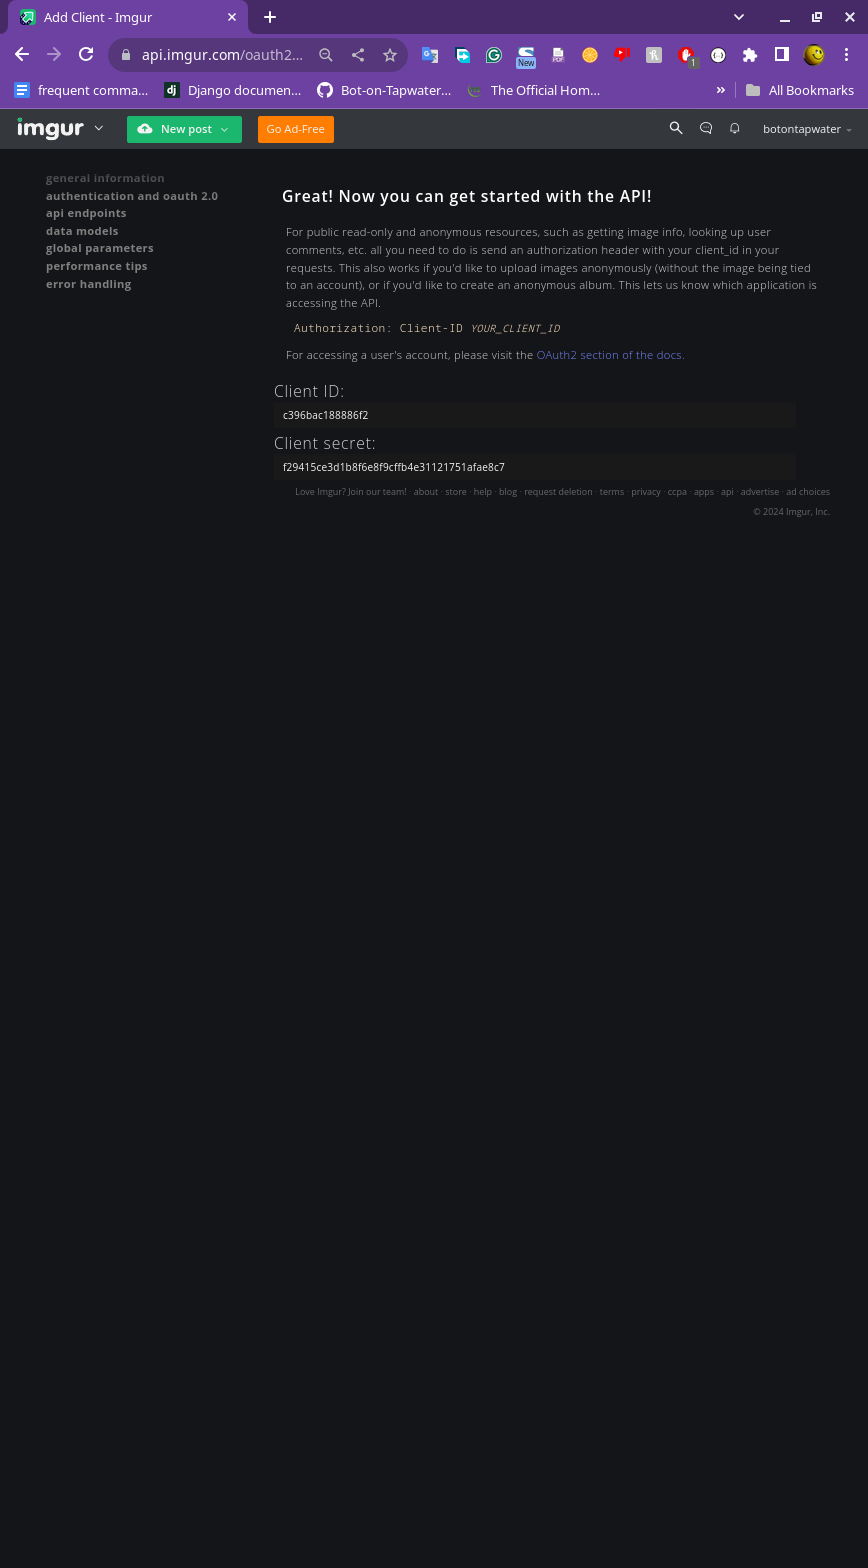 Add Client - Imgur
api.imgur.com/oauth2...
New
PDF
1
frequent comma...
Django documen...
Bot-on-Tapwater...
The Official Hom...
»
All Bookmarks
imgur
New post
Go Ad-Free
botontapwater
general information
authentication and oauth 2.0
api endpoints
data models
global parameters
performance tips
error handling
Great! Now you can get started with the API!
For public read-only and anonymous resources, such as getting image info, looking up user
comments, etc. all you need to do is send an authorization header with your client_id in your
requests. This also works if you'd like to upload images anonymously (without the image being tied
to an account), or if you'd like to create an anonymous album. This lets us know which application is
accessing the API.
Authorization: Client-ID YOUR_CLIENT_ID
For accessing a user's account, please visit the OAuth2 section of the docs.
Client ID:
c396bac188886f2
Client secret:
f29415ce3d1b8f6e8f9cffb4e31121751afae8c7
Love Imgur? Join our team! · about · store · help · blog · request deletion · terms · privacy · ccpa · apps · api · advertise · ad choices
© 2024 Imgur, Inc.